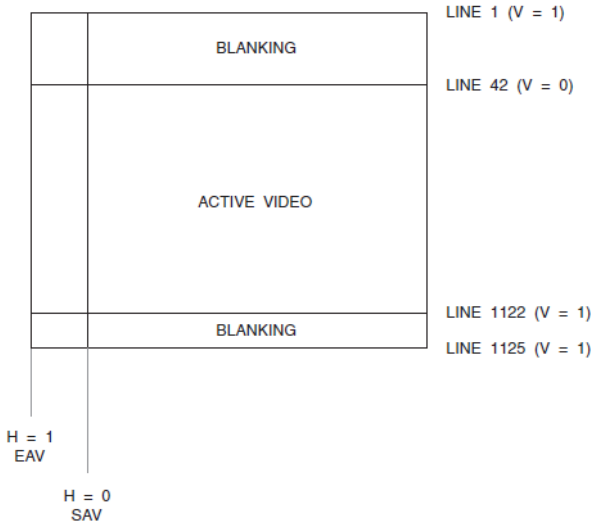 LINE 1 (V = 1)
BLANKING
LINE 42 (V = 0)
ACTIVE VIDEO
LINE 1122 (V = 1)
BLANKING
LINE 1125 (V = 1)
H = 1
EAV
H = 0
SAV